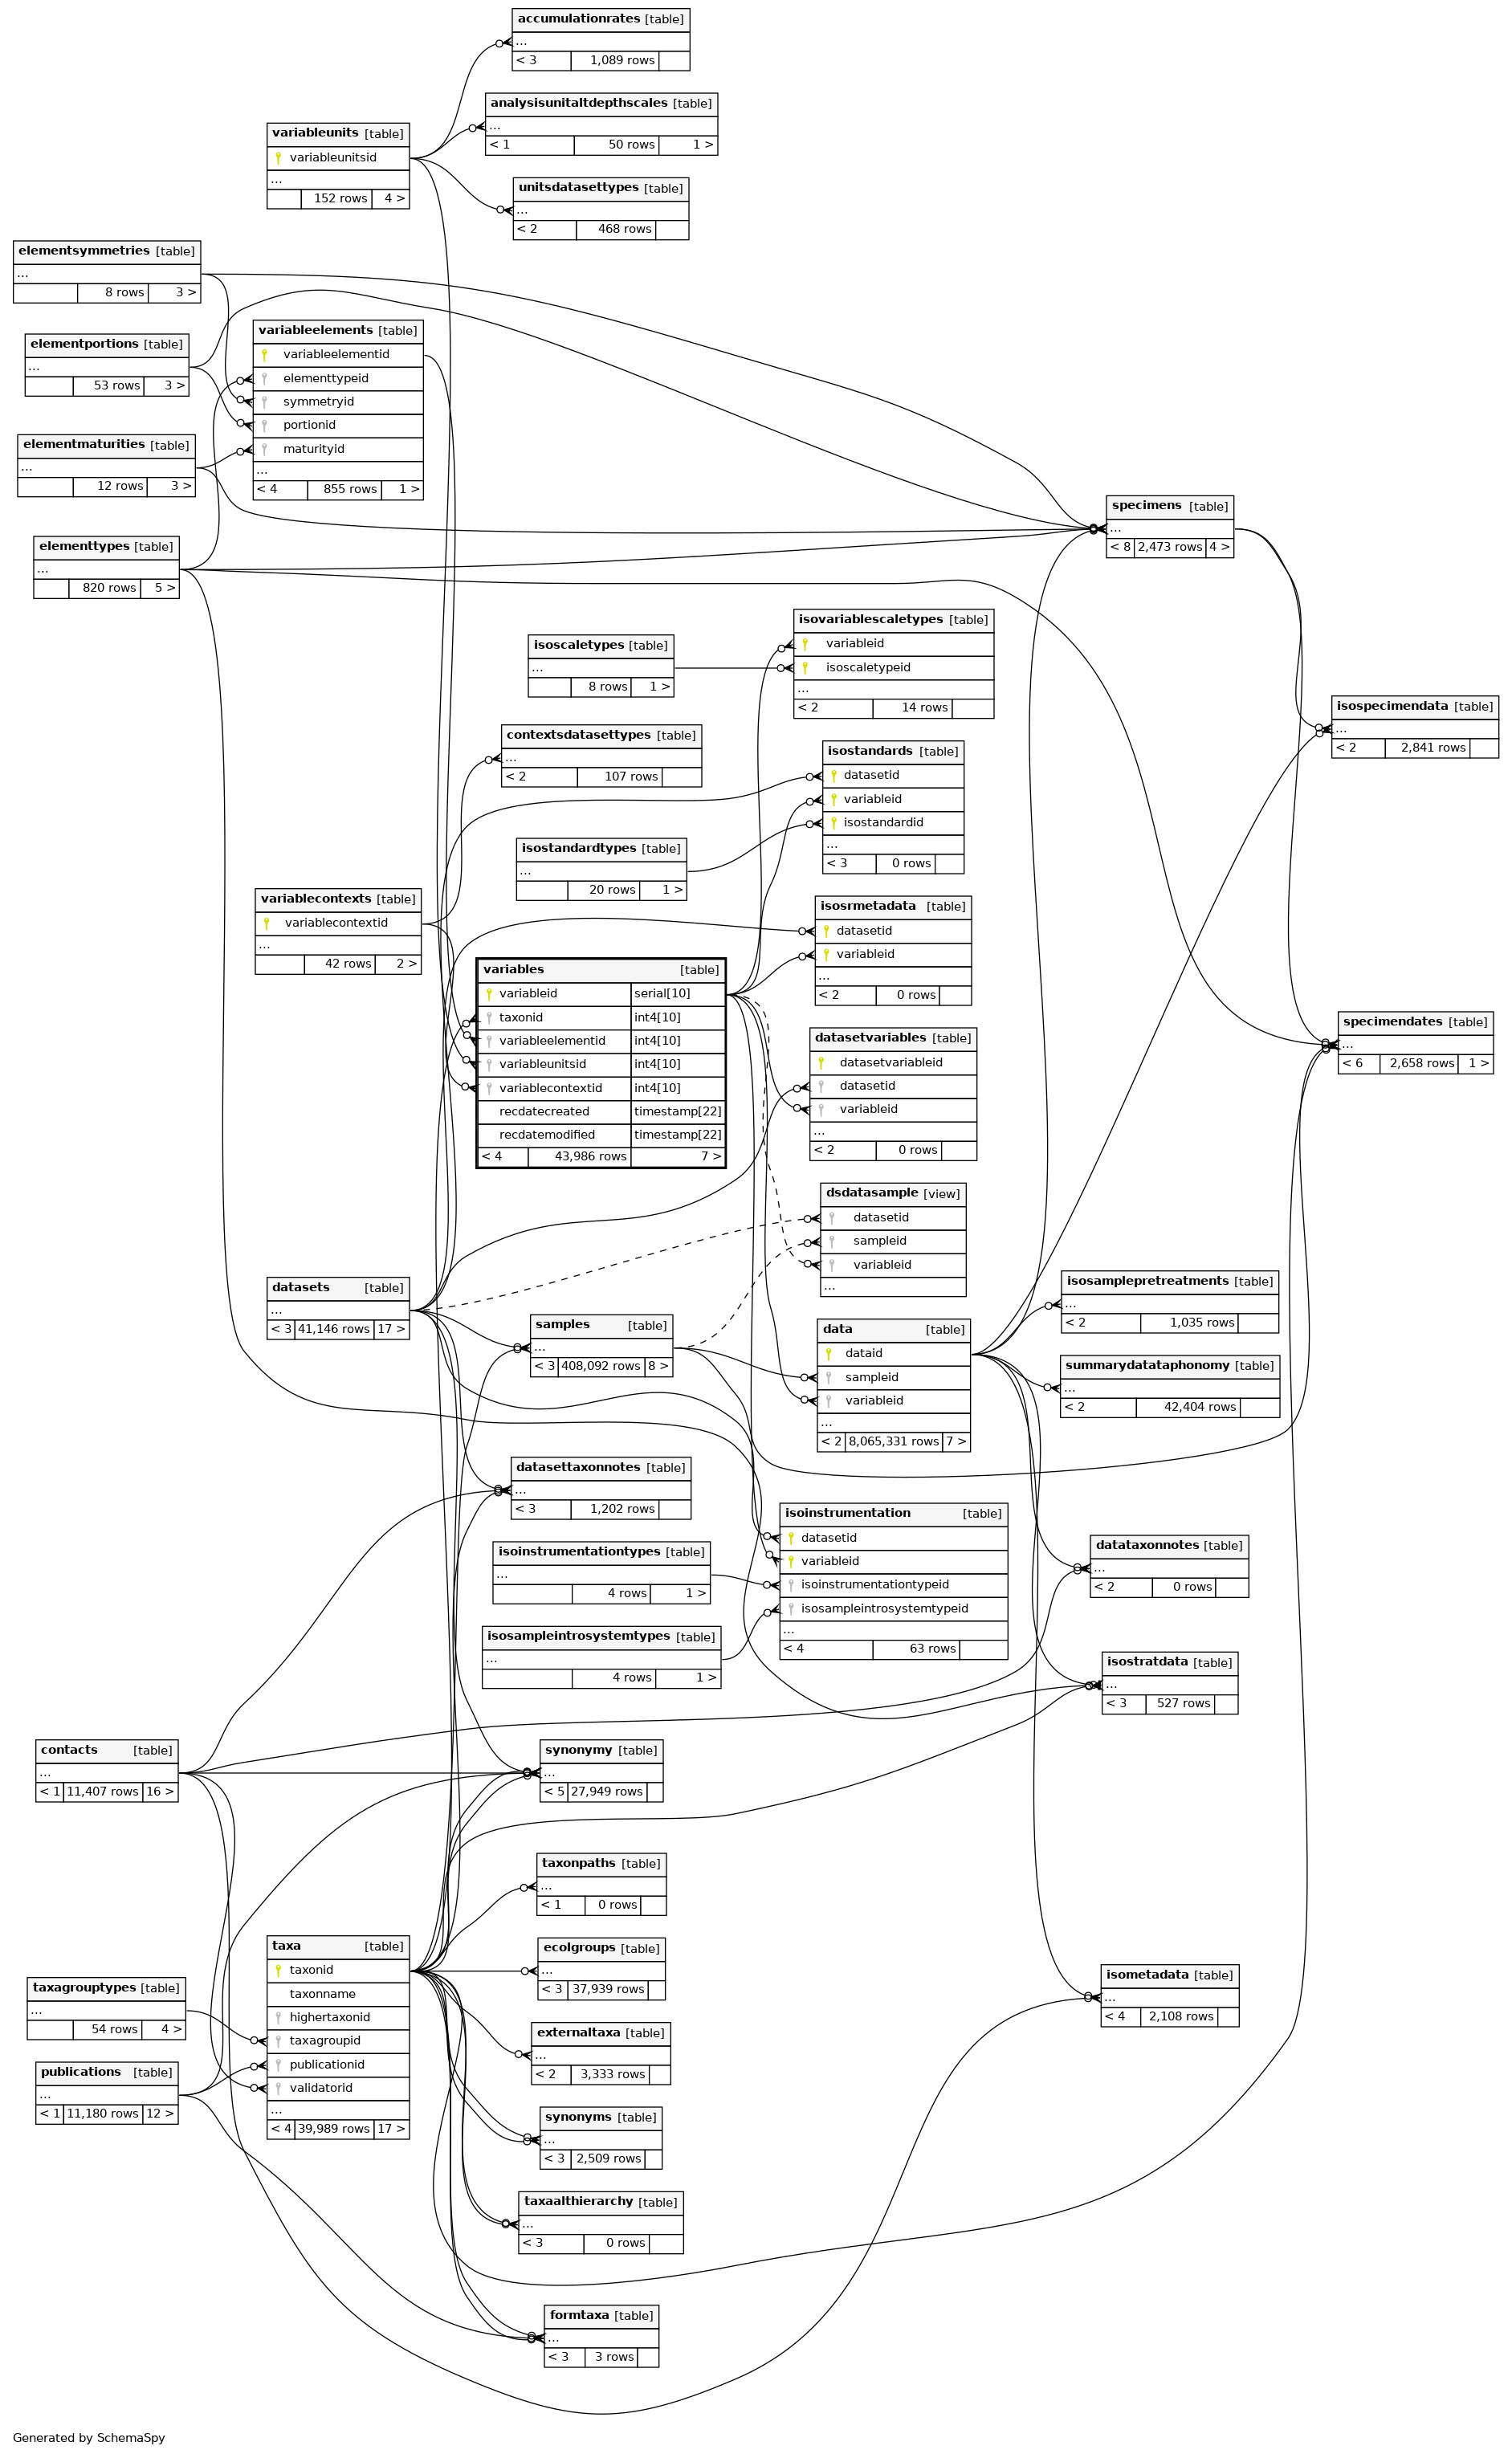 accumulationrates [table]
...
< 3 1,089 rows
analysisunitaltdepthscales [table]
...
< 1 50 rows 1 >
variableunits [table]
variableunitsid
...
152 rows 4 >
unitsdatasettypes [table]
...
< 2 468 rows
elementsymmetries [table]
...
8 rows 3 >
elementportions [table]
...
53 rows 3 >
variableelements [table]
variableelementid
elementtypeid
symmetryid
portionid
maturityid
...
< 4 855 rows 1 >
elementmaturities [table]
...
12 rows 3 >
elementtypes [table]
...
820 rows 5 >
specimens [table]
...
< 8 2,473 rows 4 >
isovariablescaletypes [table]
variableid
isoscaletypeid
...
< 2 14 rows
isoscaletypes [table]
...
8 rows 1 >
isospecimendata [table]
...
< 2 2,841 rows
contextsdatasettypes [table]
...
< 2 107 rows
isostandards [table]
datasetid
variableid
isostandardid
...
< 3 0 rows
isostandardtypes [table]
...
20 rows 1 >
variablecontexts [table]
variablecontextid
...
42 rows 2 >
isosrmetadata [table]
datasetid
variableid
...
< 2 0 rows
variables [table]
variableid serial[10]
taxonid int4[10]
variableelementid int4[10]
variableunitsid int4[10]
variablecontextid int4[10]
recdatecreated timestamp[22]
recdatemodified timestamp[22]
< 4 43,986 rows 7 >
specimendates [table]
...
< 6 2,658 rows 1 >
datasetvariables [table]
datasetvariableid
datasetid
variableid
...
< 2 0 rows
dsdatasample [view]
datasetid
sampleid
variableid
...
datasets [table]
...
< 3 41,146 rows 17 >
isosamplepretreatments [table]
...
< 2 1,035 rows
samples [table]
...
< 3 408,092 rows 8 >
data [table]
dataid
sampleid
variableid
...
< 2 8,065,331 rows 7 >
summarydatataphonomy [table]
...
< 2 42,404 rows
datasettaxonnotes [table]
...
< 3 1,202 rows
isoinstrumentation [table]
datasetid
variableid
isoinstrumentationtypeid
isosampleintrosystemtypeid
...
< 4 63 rows
isoinstrumentationtypes [table]
...
4 rows 1 >
datataxonnotes [table]
...
< 2 0 rows
isosampleintrosystemtypes [table]
...
4 rows 1 >
isostratdata [table]
...
< 3 527 rows
contacts [table]
...
< 1 11,407 rows 16 >
synonymy [table]
...
< 5 27,949 rows
taxonpaths [table]
...
< 1 0 rows
taxa [table]
taxonid
taxonname
highertaxonid
taxagroupid
publicationid
validatorid
...
< 4 39,989 rows 17 >
ecolgroups [table]
...
< 3 37,939 rows
taxagrouptypes [table]
...
54 rows 4 >
isometadata [table]
...
< 4 2,108 rows
externaltaxa [table]
...
< 2 3,333 rows
publications [table]
...
< 1 11,180 rows 12 >
synonyms [table]
...
< 3 2,509 rows
taxaalthierarchy [table]
...
< 3 0 rows
formtaxa [table]
...
< 3 3 rows
Generated by SchemaSpy